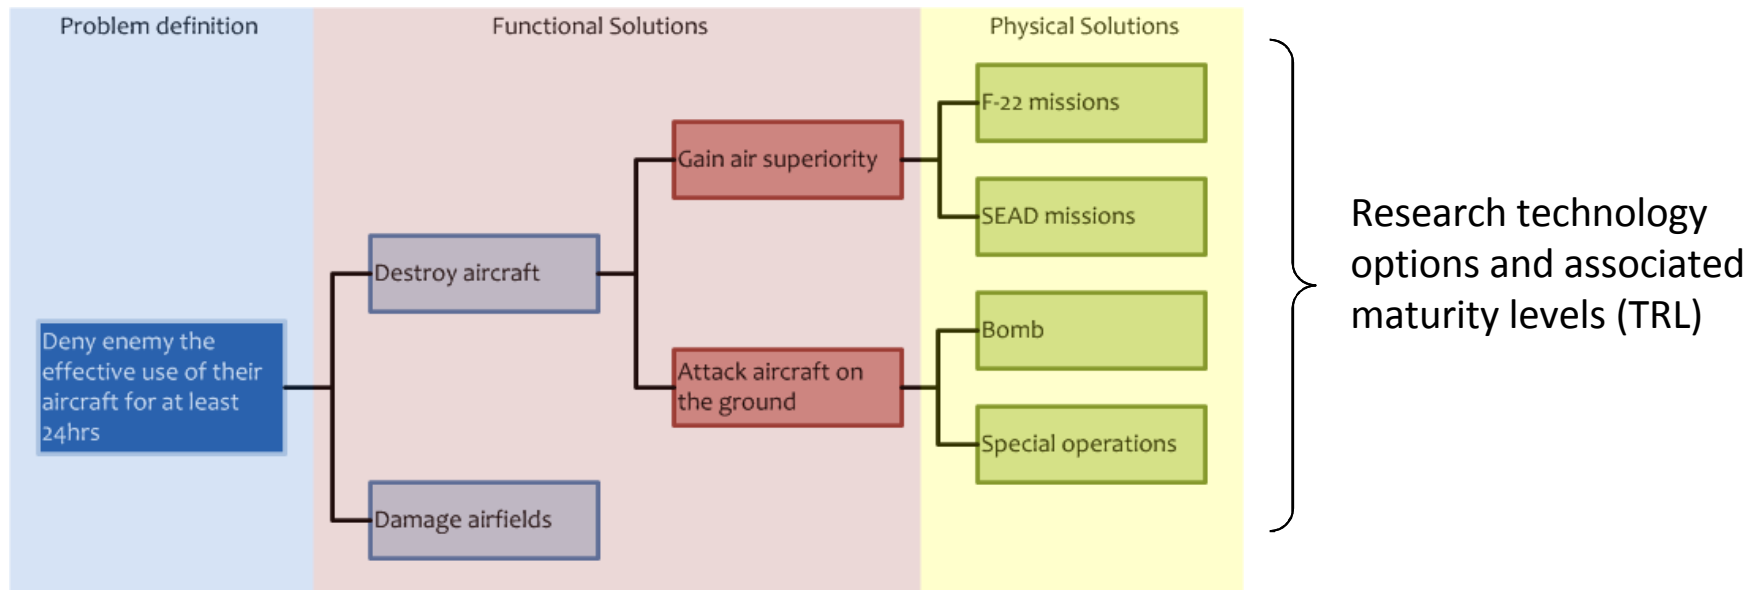 Problem definition
Functional Solutions
Physical Solutions
F-22 missions
Gain air superiority
SEAD missions
Destroy aircraft
Deny enemy the
effective use of their
aircraft for at least
24hrs
Bomb
Attack aircraft on
the ground
Special operations
Damage airfields
Research technology
options and associated
maturity levels (TRL)